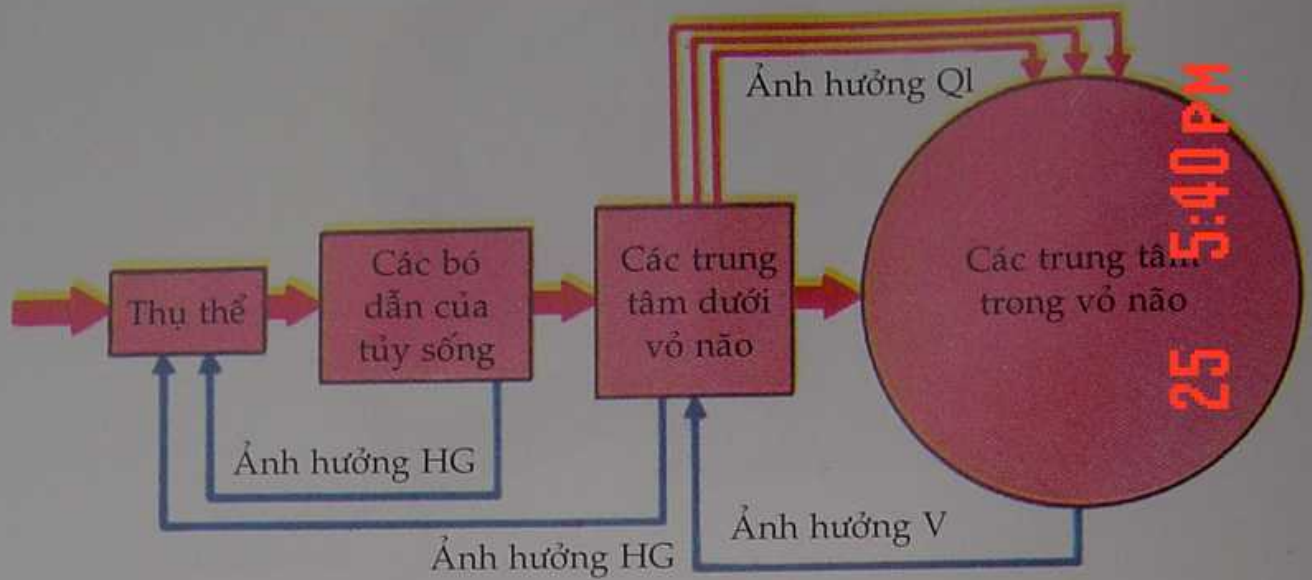 Ảnh hưởng Ql
Thụ thể
Các bó
dẫn của
tủy sống
Các trung
tâm dưới
vỏ não
Các trung tâm
trong vỏ não
Ảnh hưởng HG
Ảnh hưởng HG
Ảnh hưởng V
25 5:40 PM